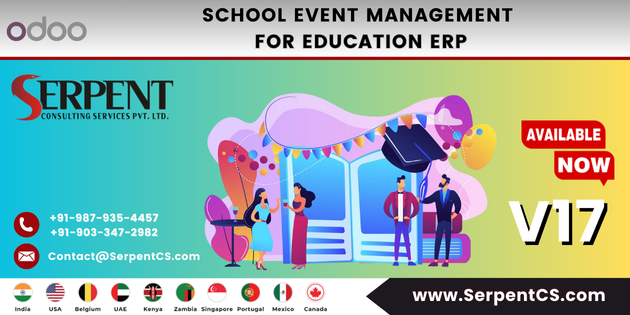 odoo
SCHOOL EVENT MANAGEMENT
FOR EDUCATION ERP
SERPENT
CONSULTING SERVICES PVT. LTD.
AVAILABLE
NOW
V17
+91-987-935-4457
+91-903-347-2982
Contact@SerpentCS.com
India USA Belgium UAE Kenya Zambia Singapore Portugal Mexico Canada
www.SerpentCS.com